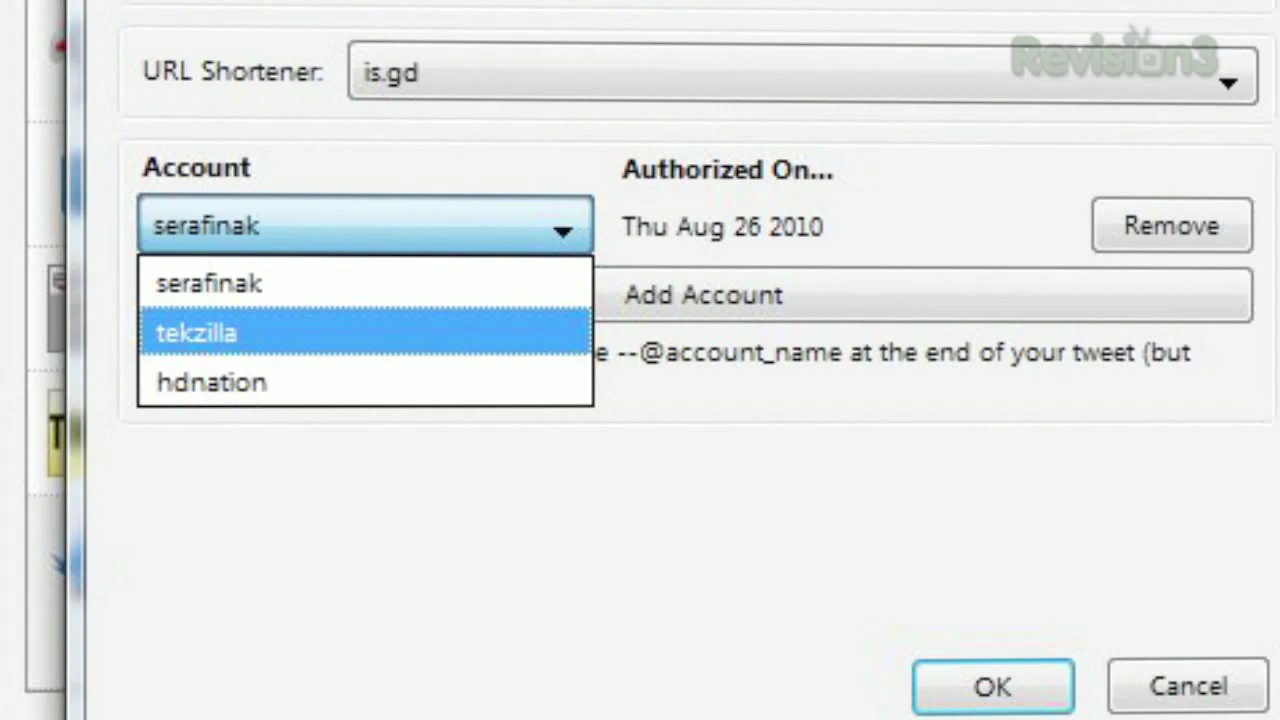 Revision3
URL Shortener: is.gd
Account Authorized On...
serafinak Thu Aug 26 2010 Remove
serafinak
Add Account
tekzilla
e --@account_name at the end of your tweet (but
hdnation
T
OK Cancel